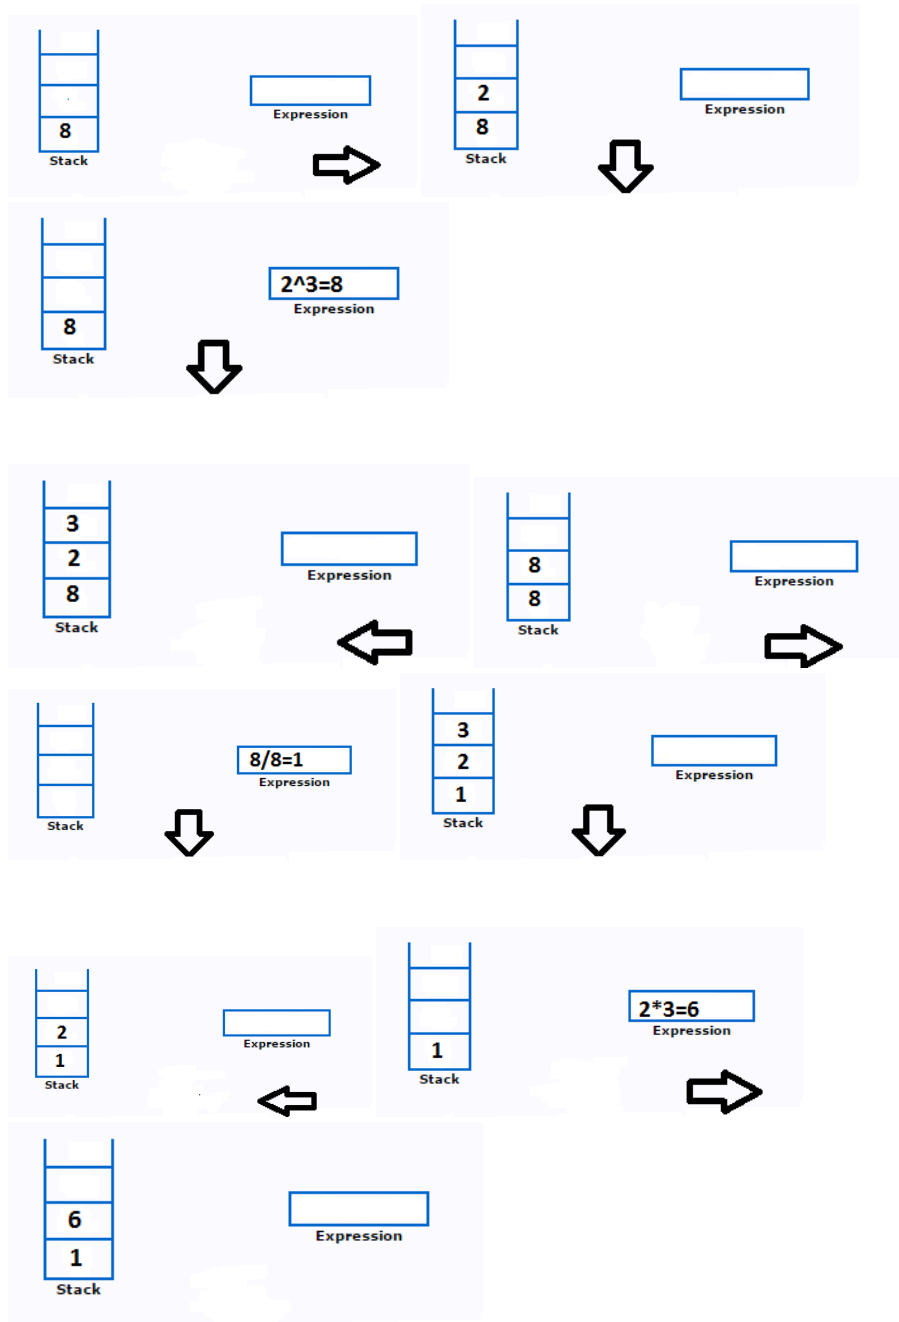 8
Stack
Expression
2
8
Stack
Expression
8
Stack
2^3=8
Expression
3
2
8
Stack
Expression
8
8
Stack
Expression
Stack
8/8=1
Expression
3
2
1
Stack
Expression
2
1
Stack
Expression
1
Stack
2*3=6
Expression
6
1
Stack
Expression